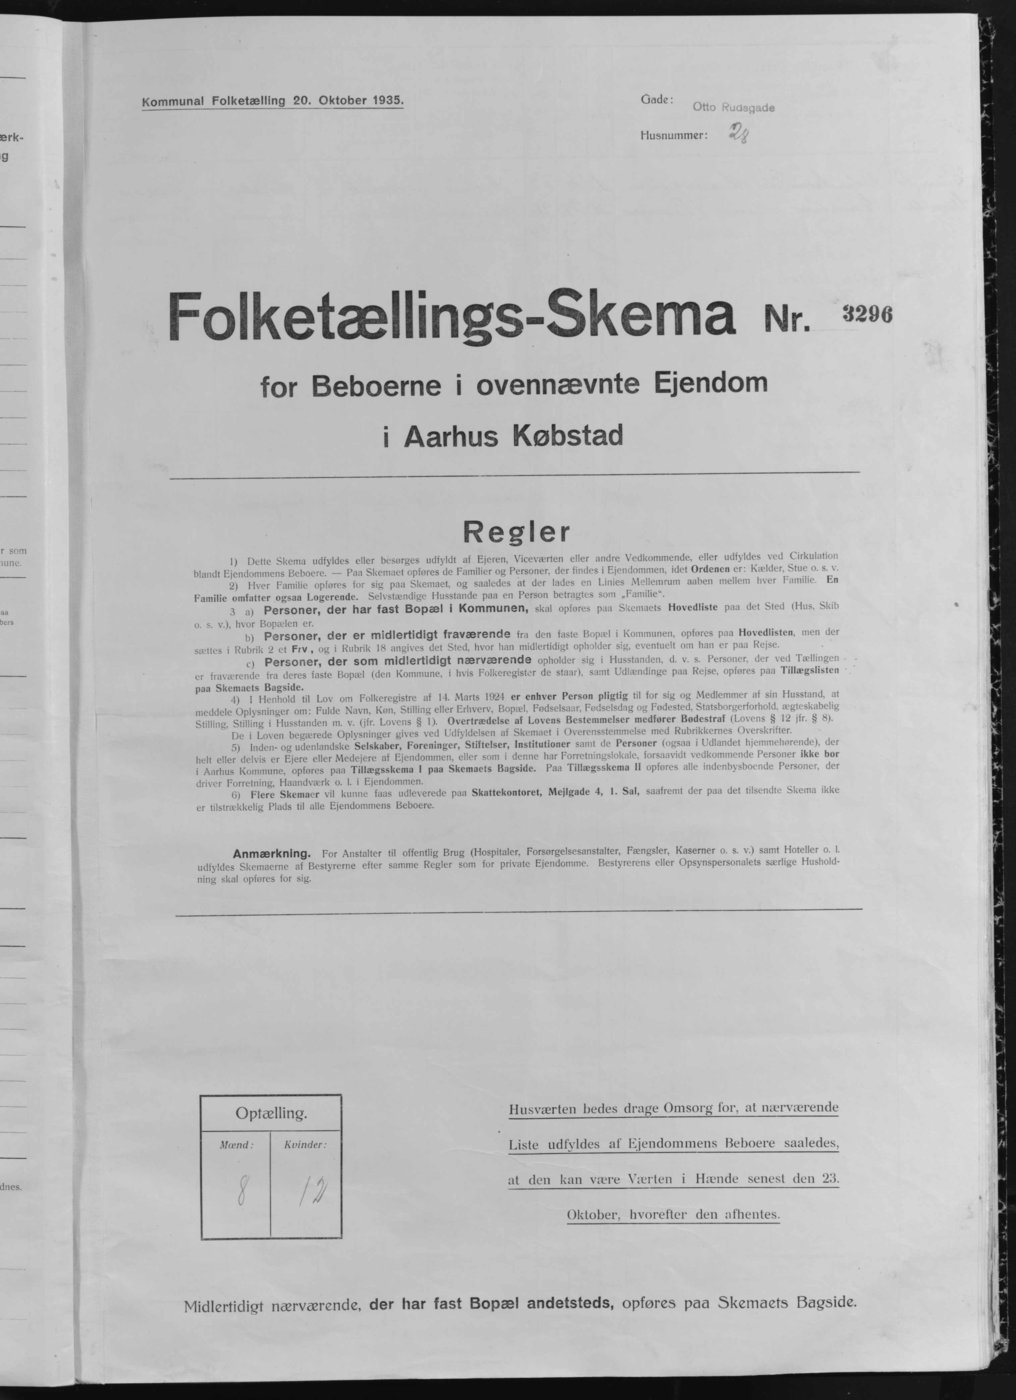 Kommunal Folketælling 20. Oktober 1935.
Gade: Otto Rudsgade
Husnummer: 28
Folketællings-Skema Nr. 3296
for Beboerne i ovennævnte Ejendom
i Aarhus Købstad
Regler
1) Dette Skema udfyldes eller besørges udfyldt af Ejeren, Viceværten eller andre Vedkommende, eller udfyldes ved Cirkulation
blandt Ejendommens Beboere. — Paa Skemaet opføres de Familier og Personer, der findes i Ejendommen, idet Ordenen er: Kælder, Stue o. s. v.
2) Hver Familie opføres for sig paa Skemaet, og saaledes at der lades en Linies Mellemrum aaben mellem hver Familie. En
Familie omfatter ogsaa Logerende. Selvstændige Husstande paa en Person betragtes som „Familie“.
3 a) Personer, der har fast Bopæl i Kommunen, skal opføres paa Skemaets Hovedliste paa det Sted (Hus, Skib
o. s. v.), hvor Bopælen er.
b) Personer, der er midlertidigt fraværende fra den faste Bopæl i Kommunen, opføres paa Hovedlisten, men der
sættes i Rubrik 2 et Frv, og i Rubrik 18 angives det Sted, hvor han midlertidigt opholder sig, eventuelt om han er paa Rejse.
c) Personer, der som midlertidigt nærværende opholder sig i Husstanden, d. v. s. Personer, der ved Tællingen
er fraværende fra deres faste Bopæl (den Kommune, i hvis Folkeregister de staar), samt Udlændinge paa Rejse, opføres paa Tillægslisten
paa Skemaets Bagside.
4) I Henhold til Lov om Folkeregistre af 14. Marts 1924 er enhver Person pligtig til for sig og Medlemmer af sin Husstand, at
meddele Oplysninger om: Fulde Navn, Køn, Stilling eller Erhverv, Bopæl, Fødselsaar, Fødselsdag og Fødested, Statsborgerforhold, ægteskabelig
Stilling, Stilling i Husstanden m. v. (jfr. Lovens § 1). Overtrædelse af Lovens Bestemmelser medfører Bødestraf (Lovens § 12 jfr. § 8).
De i Loven begærede Oplysninger gives ved Udfyldelsen af Skemaet i Overensstemmelse med Rubrikkernes Overskrifter.
5) Inden- og udenlandske Selskaber, Foreninger, Stiftelser, Institutioner samt de Personer (ogsaa i Udlandet hjemmehørende), der
helt eller delvis er Ejere eller Medejere af Ejendommen, eller som i denne har Forretningslokale, forsaavidt vedkommende Personer ikke bor
i Aarhus Kommune, opføres paa Tillægsskema I paa Skemaets Bagside. Paa Tillægsskema II opføres alle indenbysboende Personer, der
driver Forretning, Haandværk o. l. i Ejendommen.
6) Flere Skemaer vil kunne faas udleverede paa Skattekontoret, Mejlgade 4, 1. Sal, saafremt der paa det tilsendte Skema ikke
er tilstrækkelig Plads til alle Ejendommens Beboere.
Anmærkning. For Anstalter til offentlig Brug (Hospitaler, Forsørgelsesanstalter, Fængsler, Kaserner o. s. v.) samt Hoteller o. l.
udfyldes Skemaerne af Bestyrerne efter samme Regler som for private Ejendomme. Bestyrerens eller Opsynspersonalets særlige Hushold-
ning skal opføres for sig.
Optælling.
Mænd: Kvinder:
8 12
Husværten bedes drage Omsorg for, at nærværende
Liste udfyldes af Ejendommens Beboere saaledes,
at den kan være Værten i Hænde senest den 23.
Oktober, hvorefter den afhentes.
Midlertidigt nærværende, der har fast Bopæl andetsteds, opføres paa Skemaets Bagside.